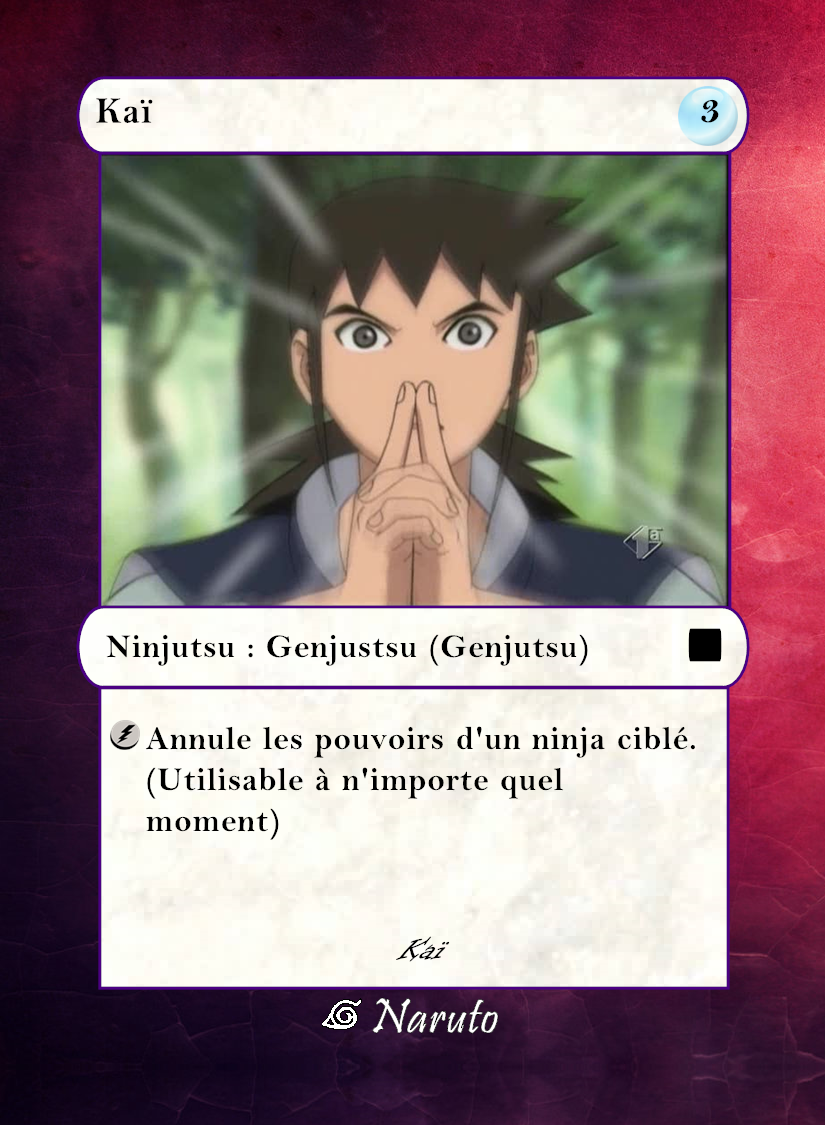 Kaï
3
Ninjutsu : Genjustsu (Genjutsu)
Annule les pouvoirs d'un ninja ciblé.
(Utilisable à n'importe quel
moment)
Kaï
Naruto